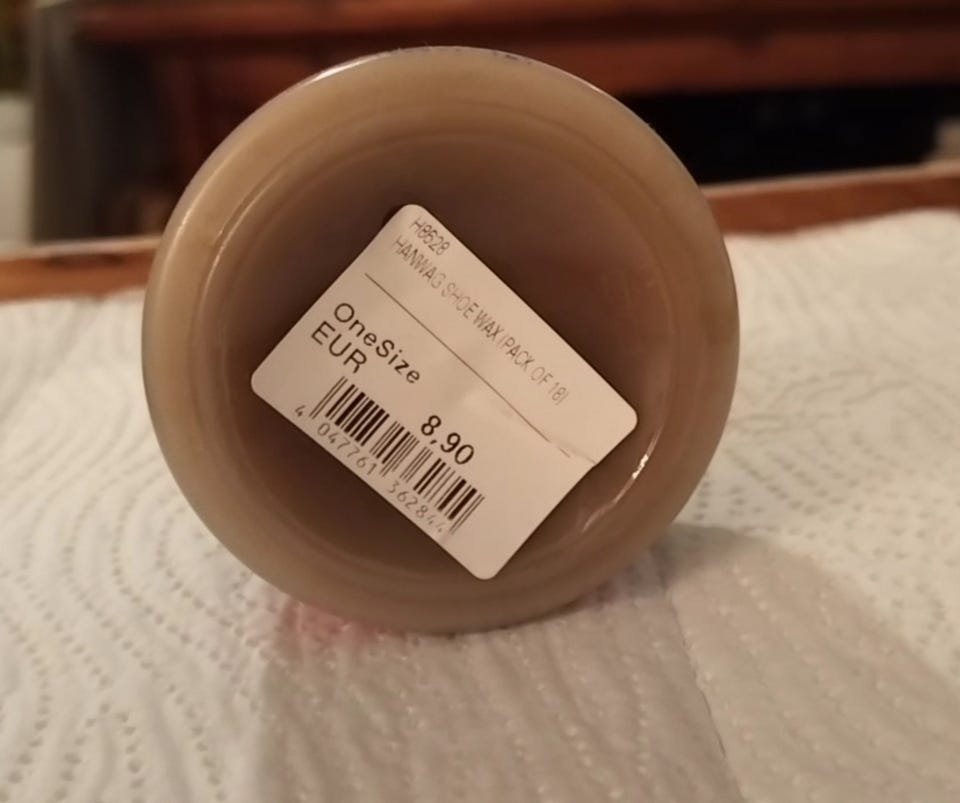 H8628
HANWAG SHOE WAX (PACK OF 18)
OneSize
EUR
8,90
4 047761 362844